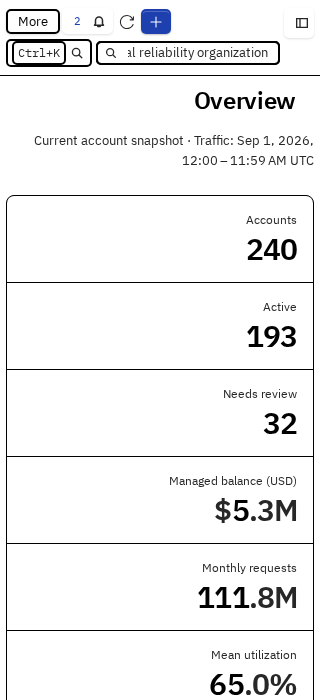 More
2
Ctrl+K
al reliability organization
Overview
Current account snapshot · Traffic: Sep 1, 2026,
12:00 – 11:59 AM UTC
Accounts
240
Active
193
Needs review
32
Managed balance (USD)
$5.3M
Monthly requests
111.8M
Mean utilization
65.0%